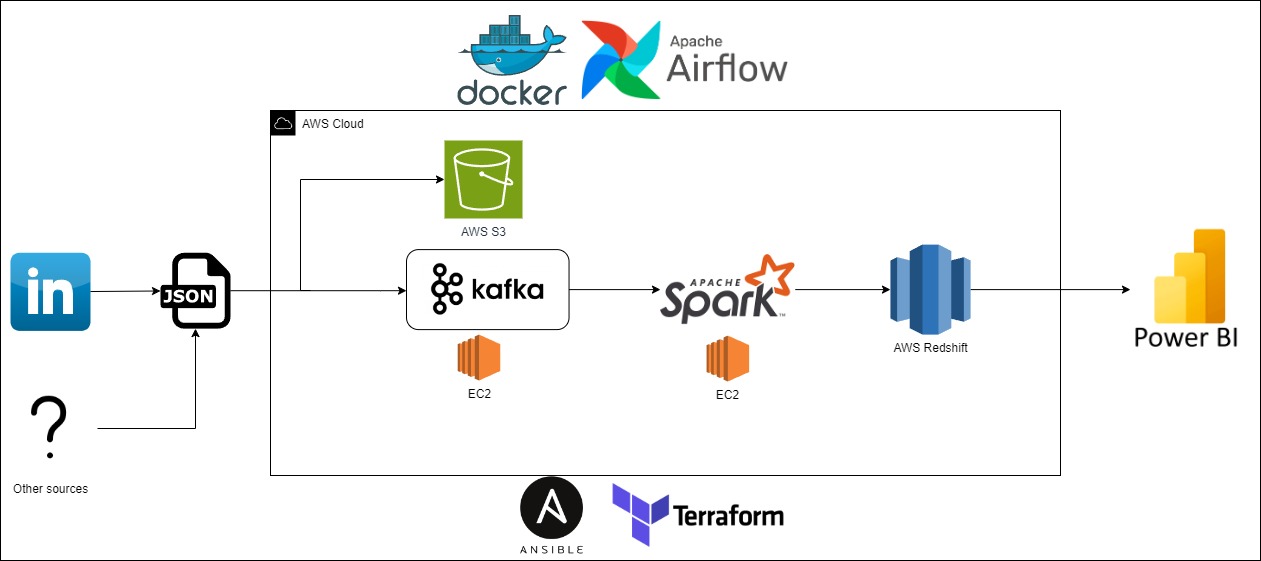 docker
Apache
Airflow
AWS Cloud
AWS S3
in
JSON
kafka
APACHE
Spark™
AWS Redshift
Power BI
EC2
EC2
?
Other sources
A
ANSIBLE
Terraform